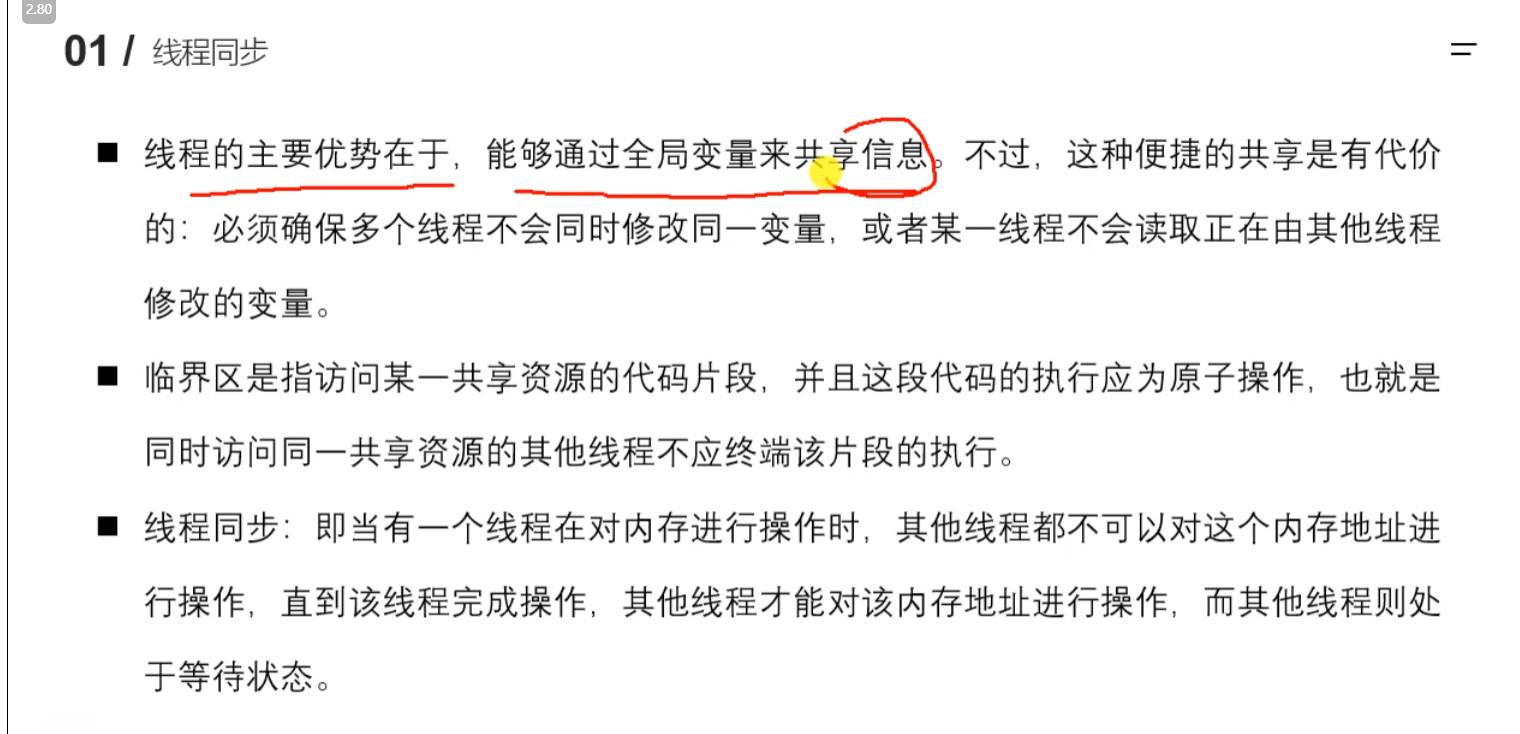 2.80
01 / 线程同步
■ 线程的主要优势在于，能够通过全局变量来共享信息。不过，这种便捷的共享是有代价
的：必须确保多个线程不会同时修改同一变量，或者某一线程不会读取正在由其他线程
修改的变量。
■ 临界区是指访问某一共享资源的代码片段，并且这段代码的执行应为原子操作，也就是
同时访问同一共享资源的其他线程不应终端该片段的执行。
■ 线程同步：即当有一个线程在对内存进行操作时，其他线程都不可以对这个内存地址进
行操作，直到该线程完成操作，其他线程才能对该内存地址进行操作，而其他线程则处
于等待状态。